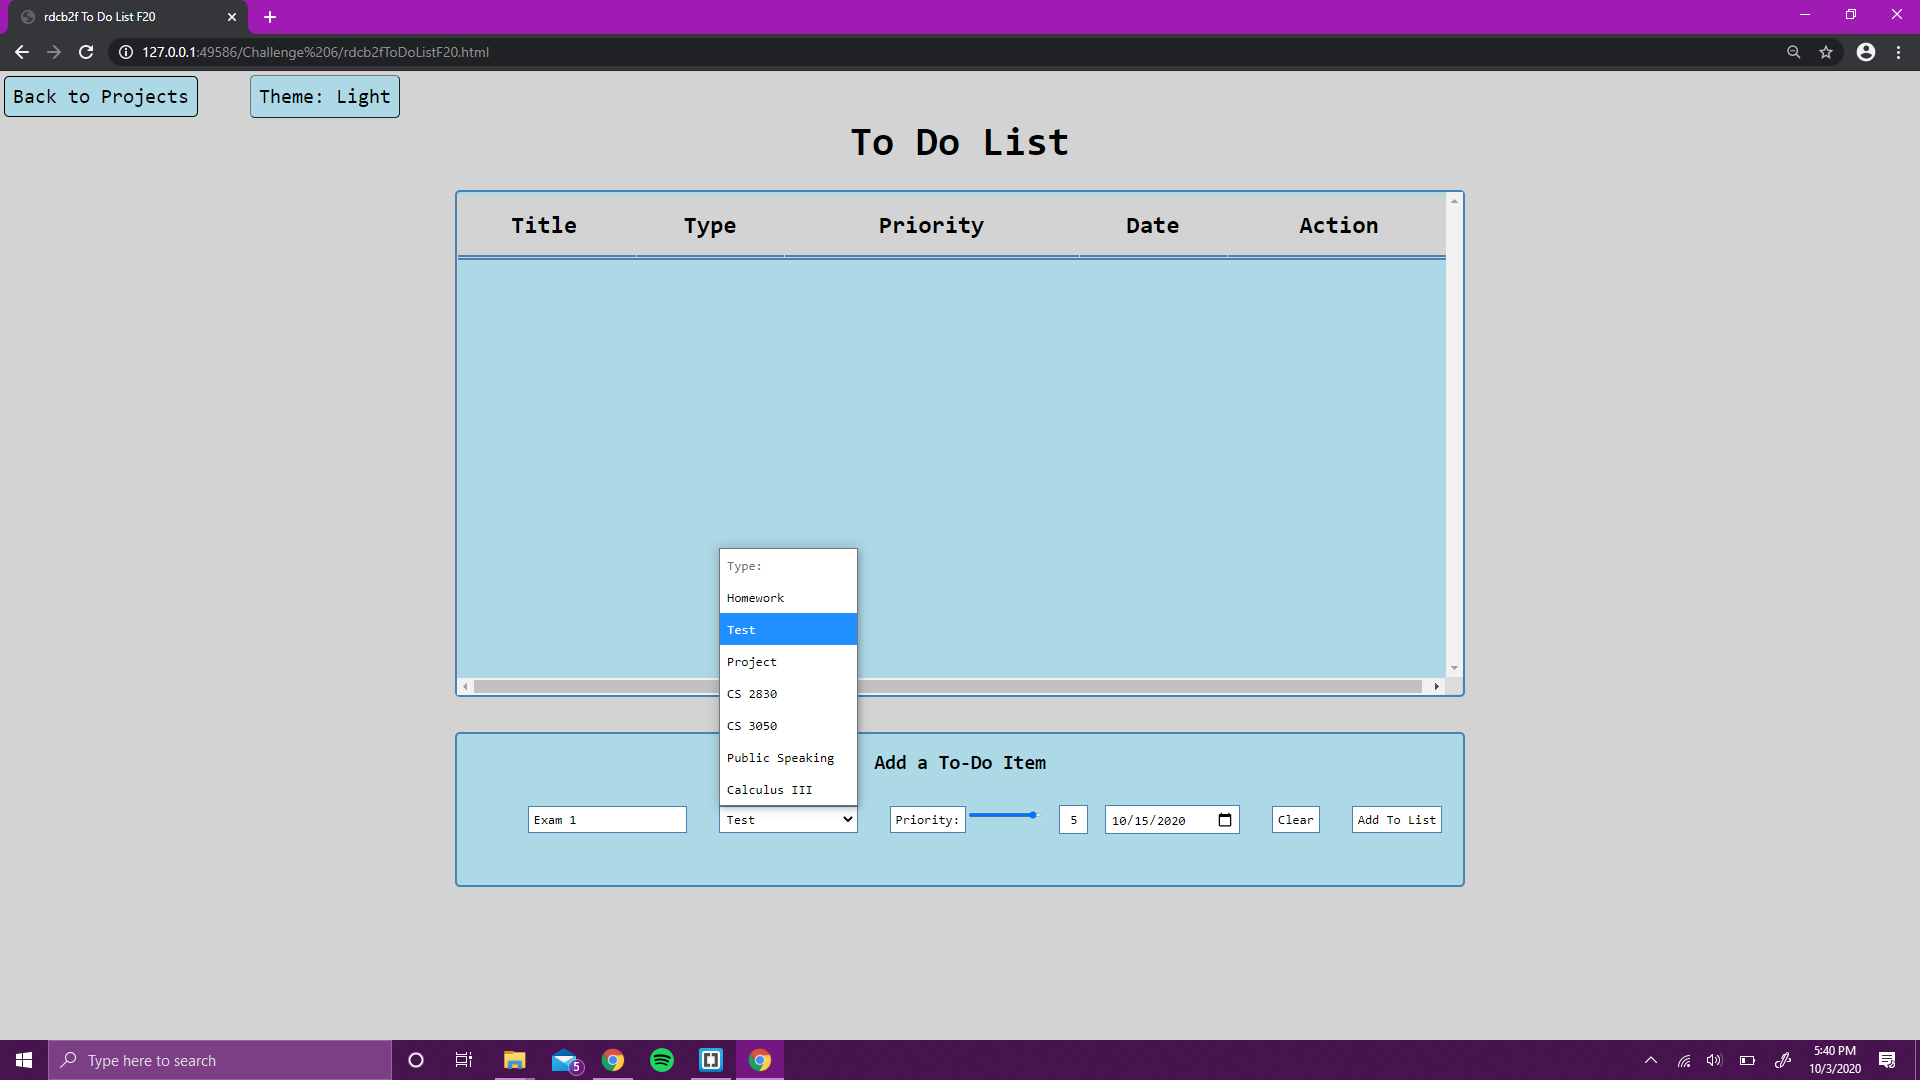 rdcb2f To Do List F20
127.0.0.1:49586/Challenge%206/rdcb2fToDoListF20.html
Back to Projects
Theme: Light
To Do List
Title Type Priority Date Action
Type:
Homework
Test
Project
CS 2830
CS 3050
Public Speaking
Calculus III
Add a To-Do Item
Exam 1 Test Priority: 5 10/15/2020 Clear Add To List
Type here to search
5
5:40 PM
10/3/2020